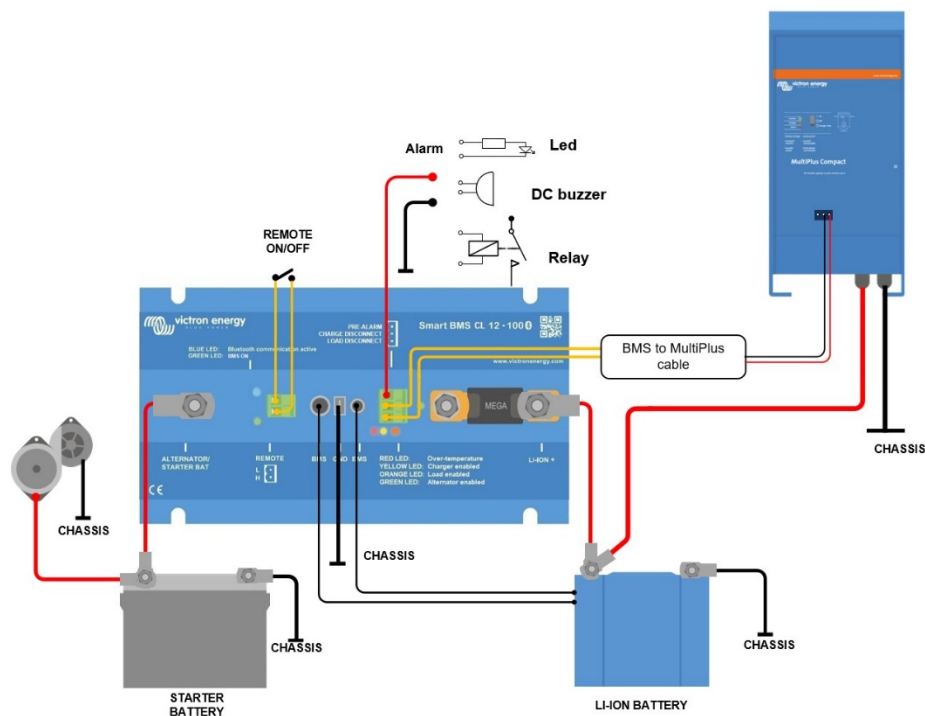 victron energy
MultiPlus Compact
Alarm
Led
DC buzzer
Relay
REMOTE
ON/OFF
victron energy
BLUE POWER
PRE-ALARM
CHARGE DISCONNECT
LOAD DISCONNECT
Smart BMS CL 12 - 100
BLUE LED: Bluetooth communication active
GREEN LED: BMS ON
www.victronenergy.com
BMS to MultiPlus
cable
MEGA
CHASSIS
ALTERNATOR/
STARTER BAT
REMOTE
L
H
BMS
GND
BMS
RED LED: Over-temperature
YELLOW LED: Charger enabled
ORANGE LED: Load enabled
GREEN LED: Alternator enabled
LI-ION +
CE
CHASSIS
CHASSIS
CHASSIS
CHASSIS
STARTER
BATTERY
LI-ION BATTERY